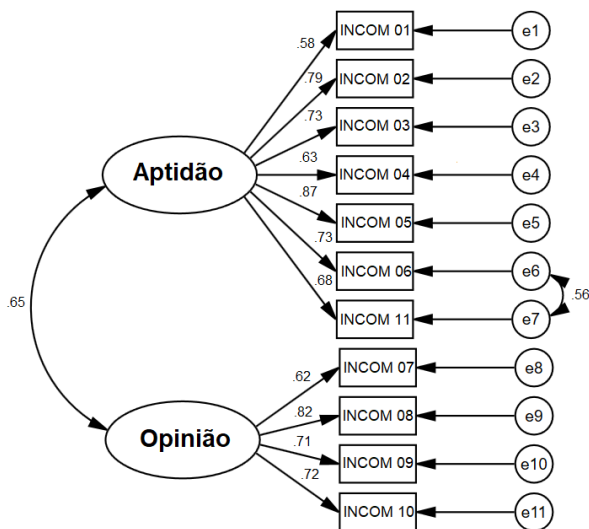 .58
INCOM 01
e1
.79
INCOM 02
e2
.73
INCOM 03
e3
Aptidão
.63
INCOM 04
e4
.87
INCOM 05
e5
.73
INCOM 06
e6
.56
.68
INCOM 11
e7
.65
.62
INCOM 07
e8
.82
INCOM 08
e9
Opinião
.71
INCOM 09
e10
.72
INCOM 10
e11